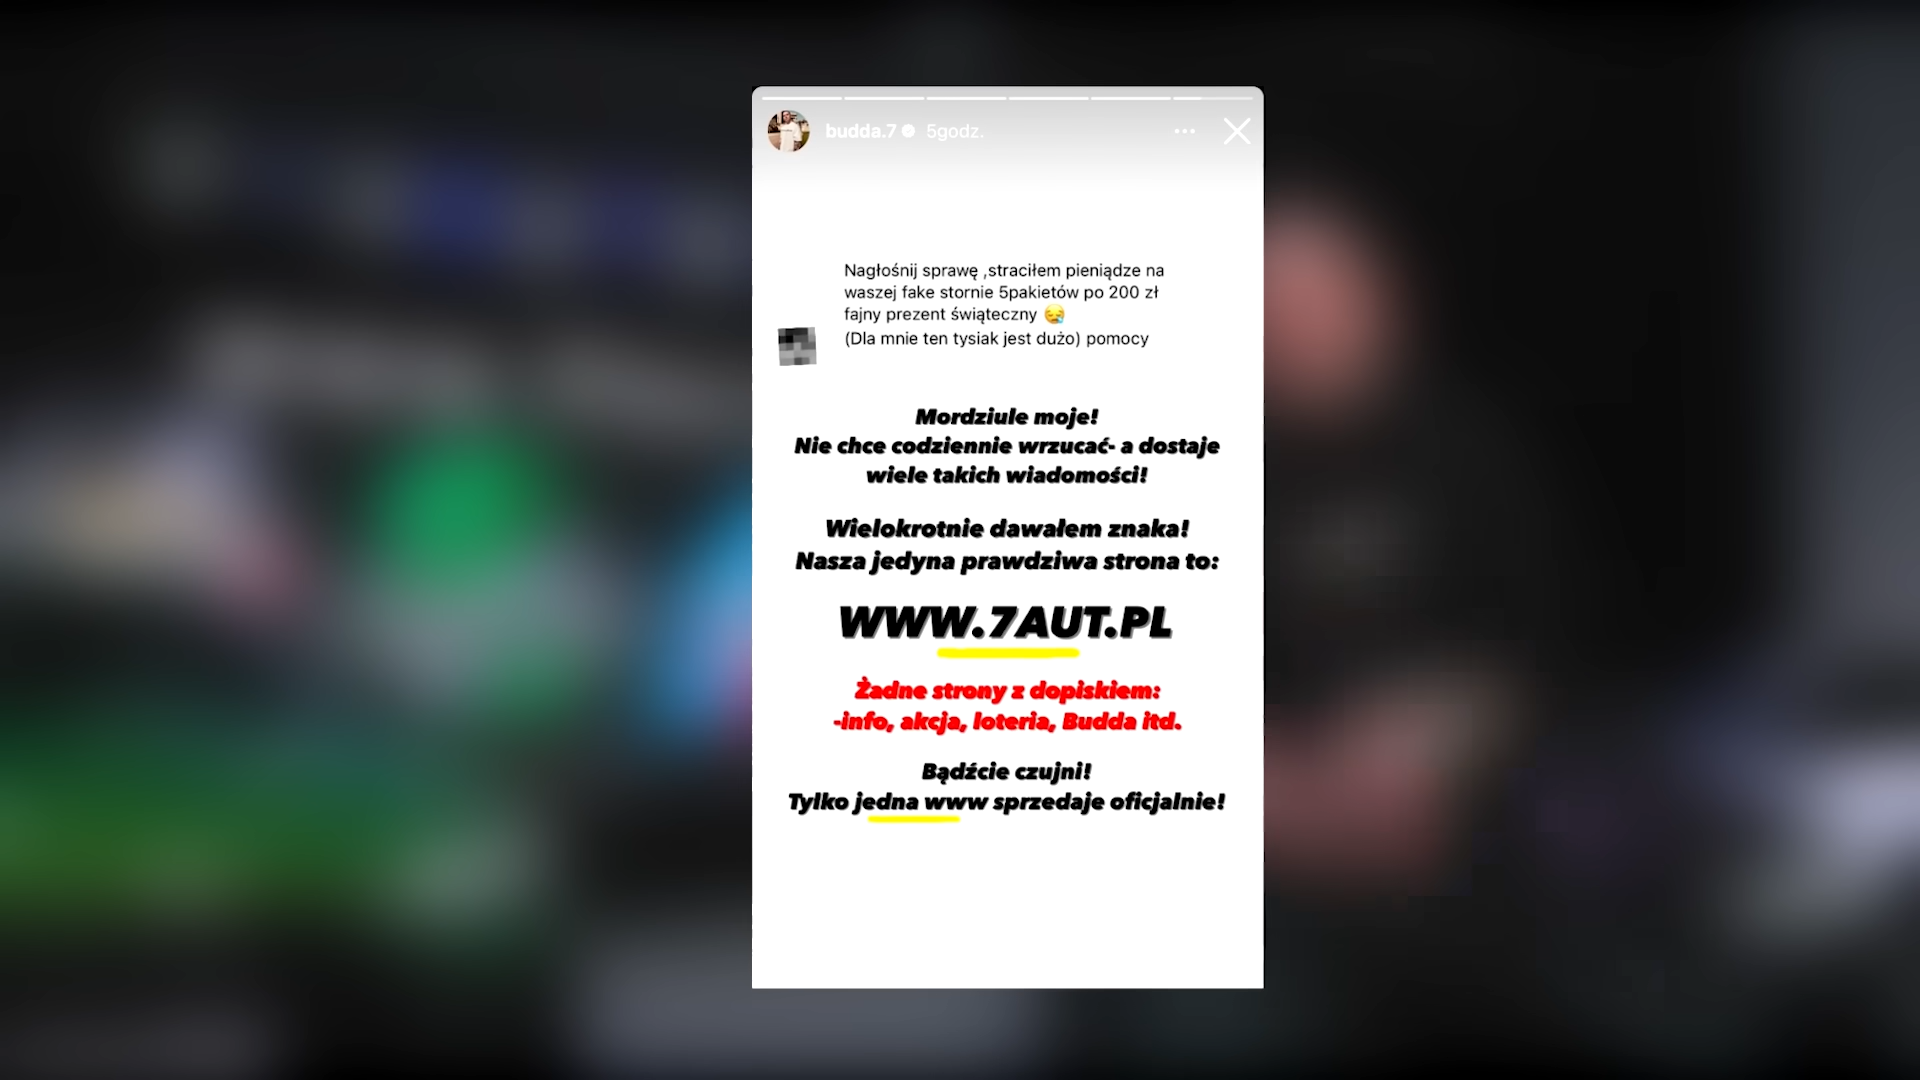 budda.7 5godz.
Nagłośnij sprawę ,straciłem pieniądze na
waszej fake stornie 5pakietów po 200 zł
fajny prezent świąteczny 😪
(Dla mnie ten tysiak jest dużo) pomocy
Mordziule moje!
Nie chce codziennie wrzucać- a dostaje
wiele takich wiadomości!
Wielokrotnie dawałem znaka!
Nasza jedyna prawdziwa strona to:
WWW.7AUT.PL
Żadne strony z dopiskiem:
-info, akcja, loteria, Budda itd.
Bądźcie czujni!
Tylko jedna www sprzedaje oficjalnie!